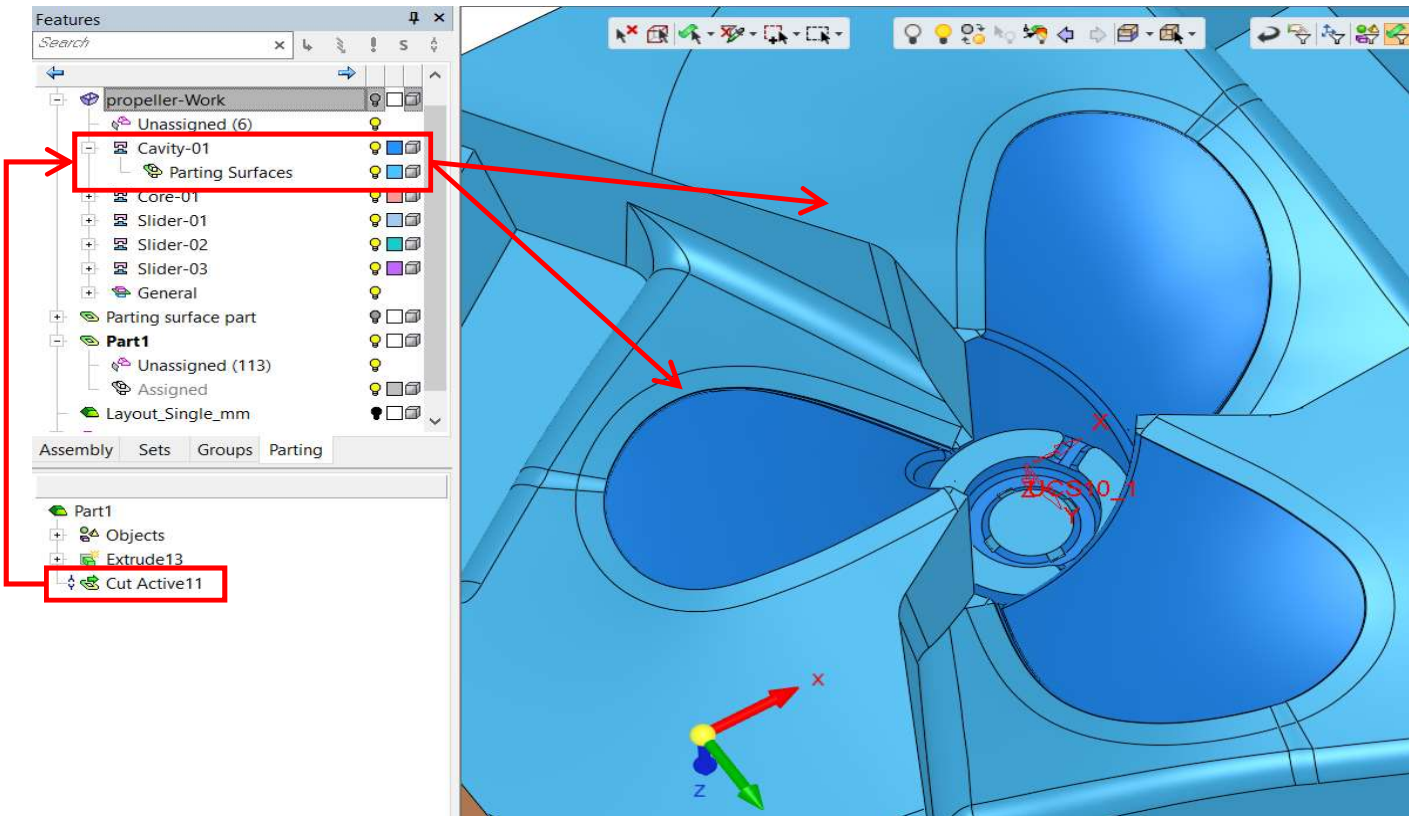 Features
Search
S
propeller-Work
Unassigned (6)
Cavity-01
Parting Surfaces
Core-01
Slider-01
Slider-02
Slider-03
General
Parting surface part
Part1
Unassigned (113)
Assigned
Layout_Single_mm
Assembly Sets Groups Parting
Part1
Objects
Extrude13
Cut Active11
X
Y
X
Z